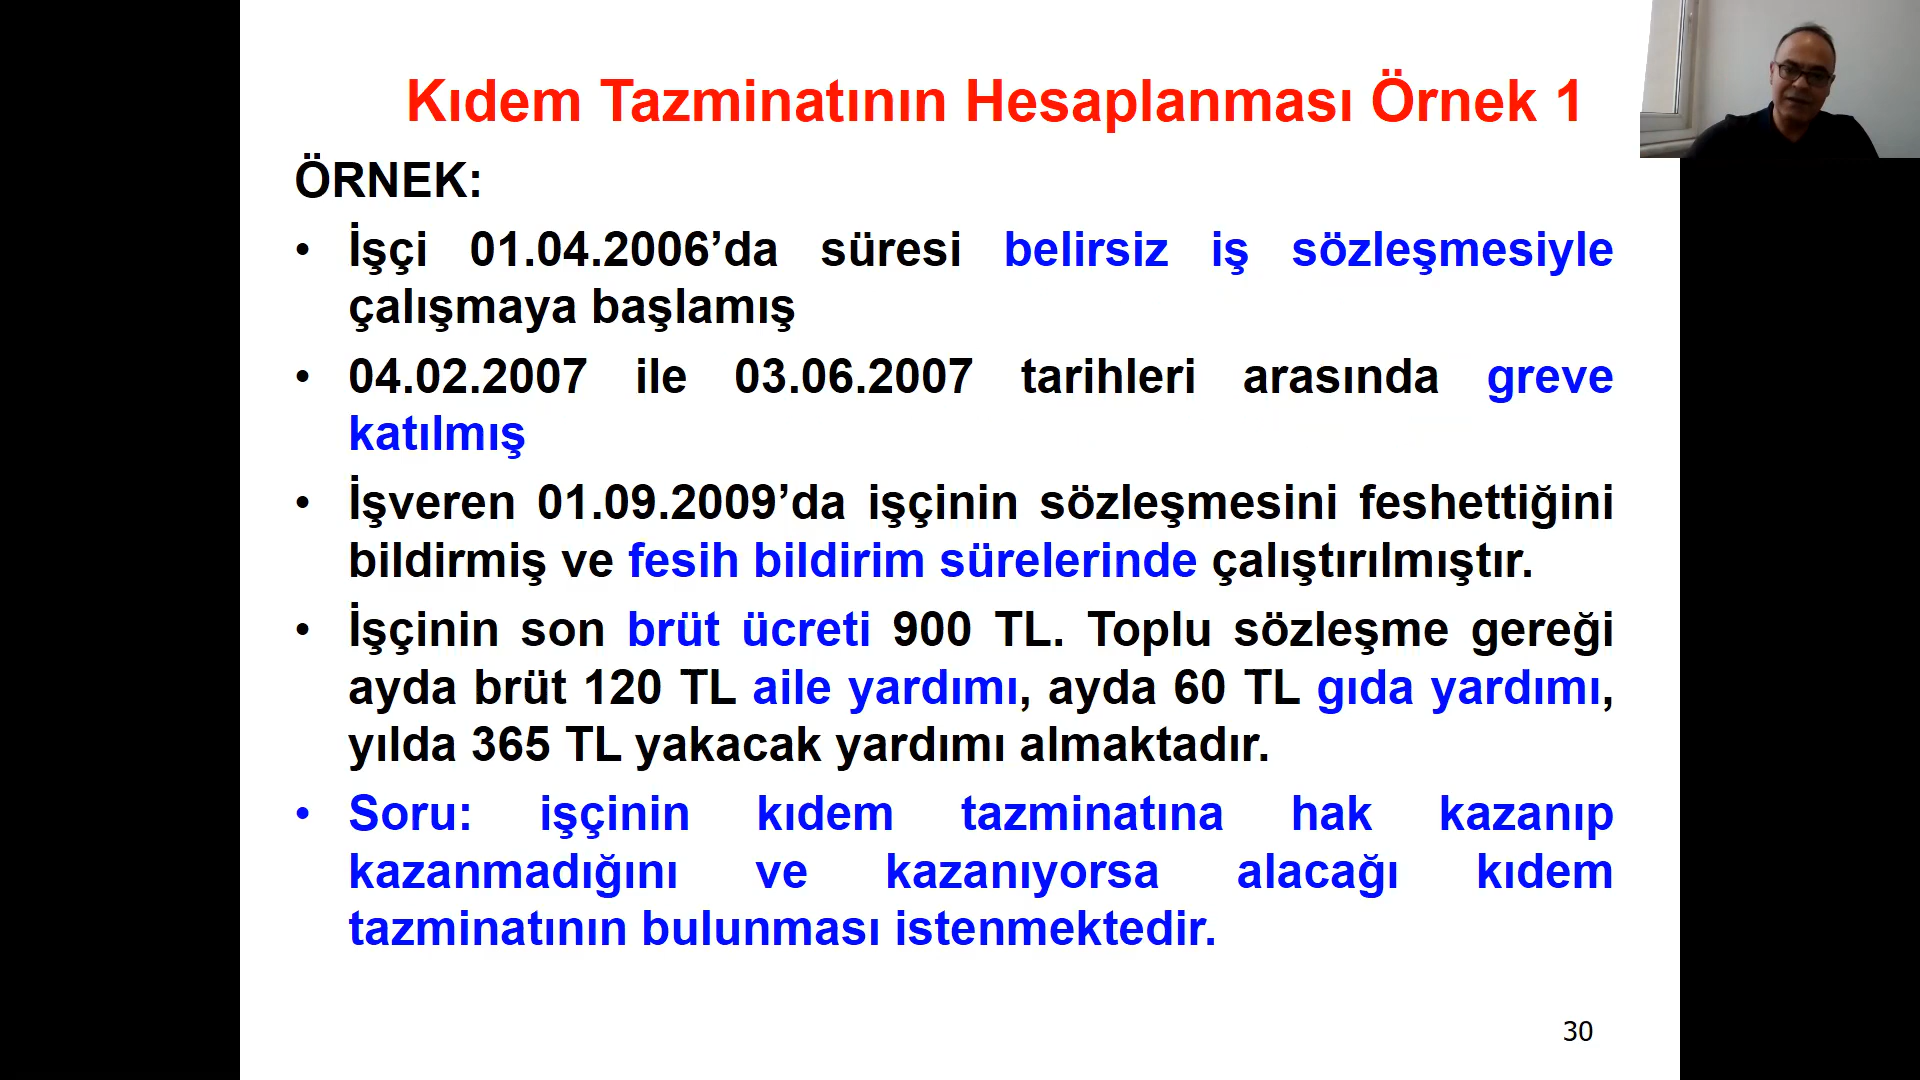 Kıdem Tazminatının Hesaplanması Örnek 1
ÖRNEK:
• İşçi 01.04.2006’da süresi belirsiz iş sözleşmesiyle
çalışmaya başlamış
• 04.02.2007 ile 03.06.2007 tarihleri arasında greve
katılmış
• İşveren 01.09.2009’da işçinin sözleşmesini feshettiğini
bildirmiş ve fesih bildirim sürelerinde çalıştırılmıştır.
• İşçinin son brüt ücreti 900 TL. Toplu sözleşme gereği
ayda brüt 120 TL aile yardımı, ayda 60 TL gıda yardımı,
yılda 365 TL yakacak yardımı almaktadır.
• Soru: işçinin kıdem tazminatına hak kazanıp
kazanmadığını ve kazanıyorsa alacağı kıdem
tazminatının bulunması istenmektedir.
30